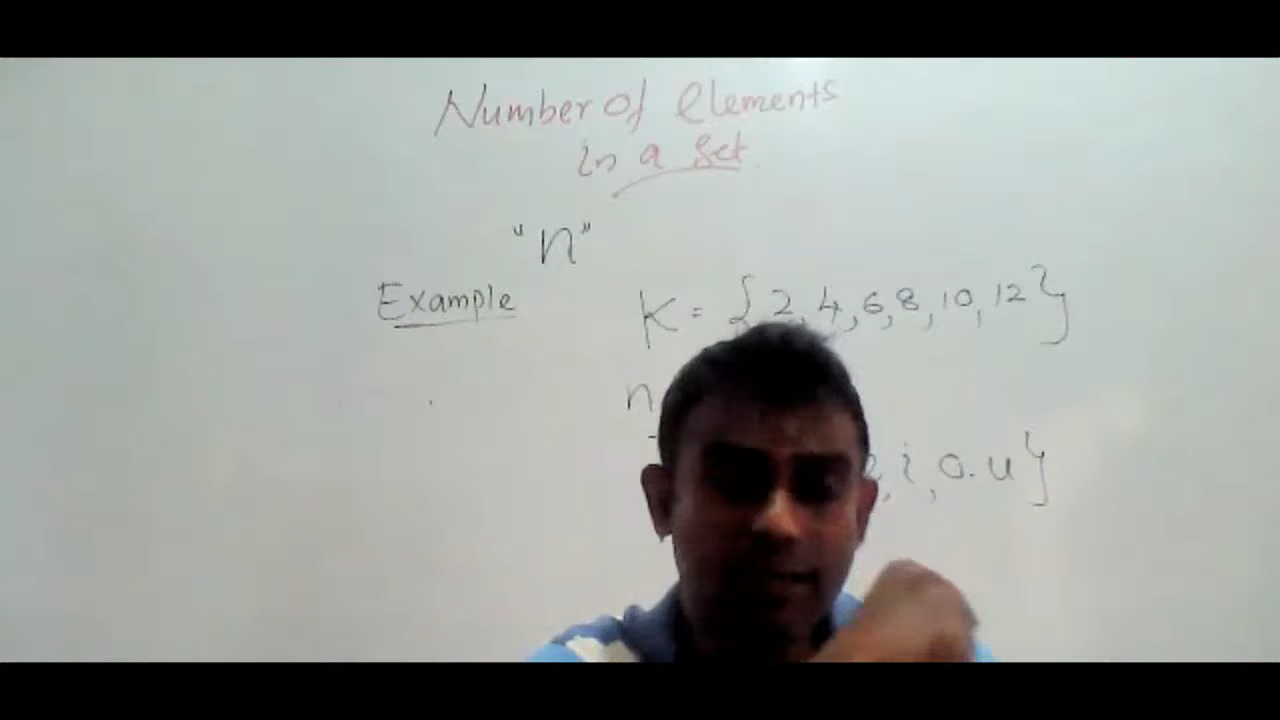 Number of elements
in a set
"n"
Example
K = { 2, 4, 6, 8, 10, 12 }
n
, i, o. u }